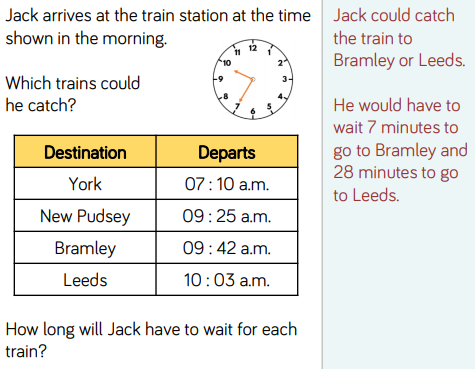 Jack arrives at the train station at the time
shown in the morning.
Which trains could
he catch?
12
1
2
3
4
5
6
7
8
9
10
11
Destination Departs
York 07 : 10 a.m.
New Pudsey 09 : 25 a.m.
Bramley 09 : 42 a.m.
Leeds 10 : 03 a.m.
How long will Jack have to wait for each
train?
Jack could catch
the train to
Bramley or Leeds.
He would have to
wait 7 minutes to
go to Bramley and
28 minutes to go
to Leeds.